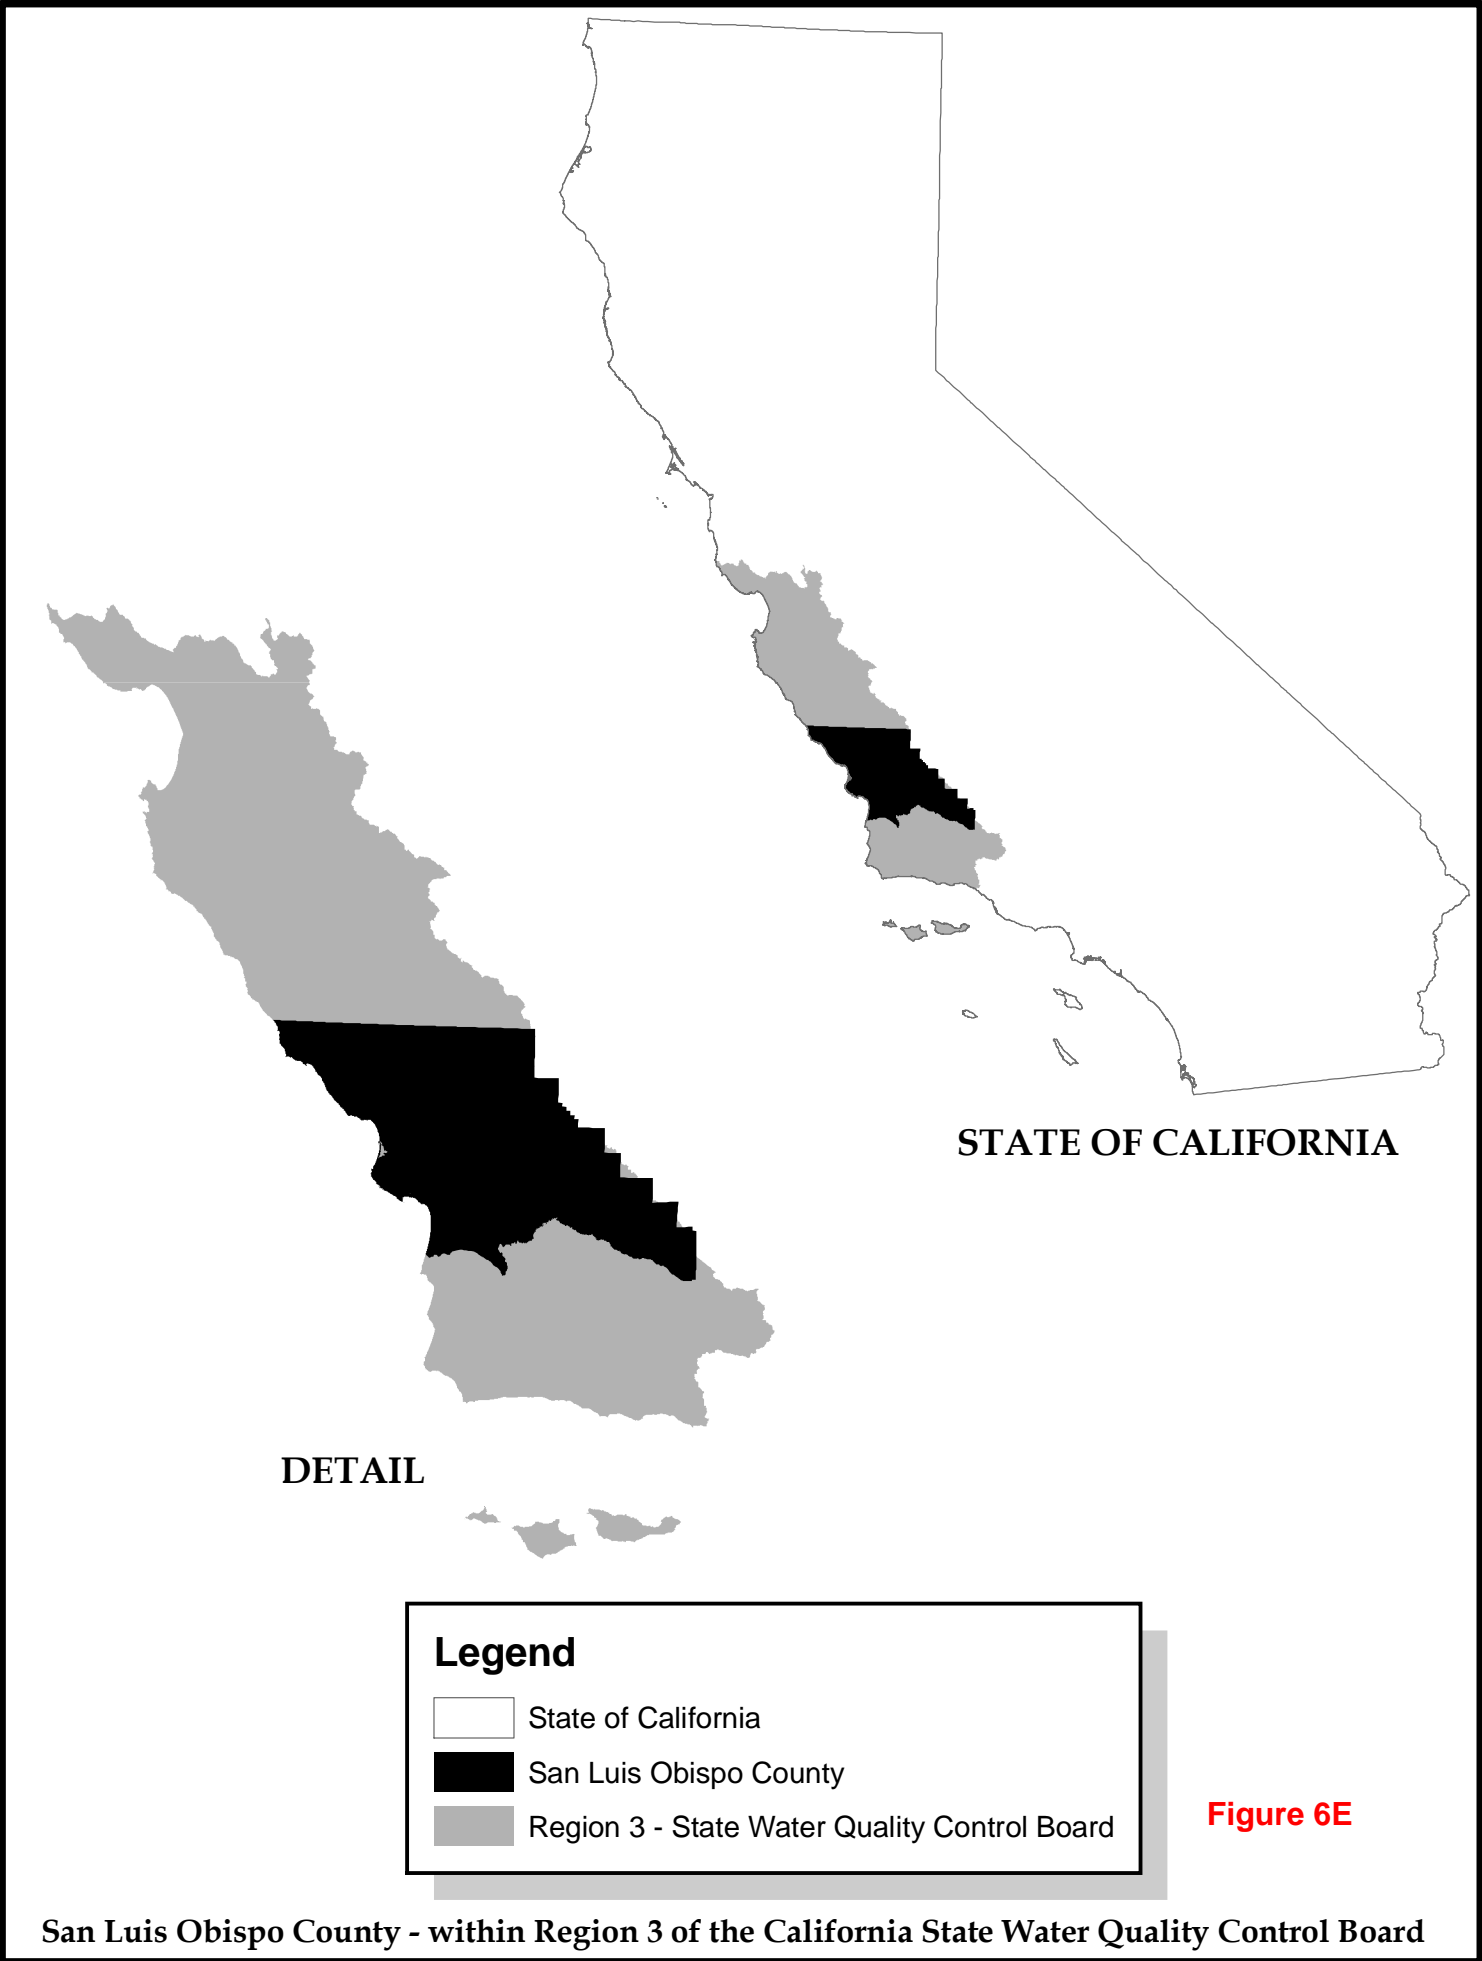 STATE OF CALIFORNIA
DETAIL
Legend
State of California
San Luis Obispo County
Region 3 - State Water Quality Control Board
Figure 6E
San Luis Obispo County - within Region 3 of the California State Water Quality Control Board